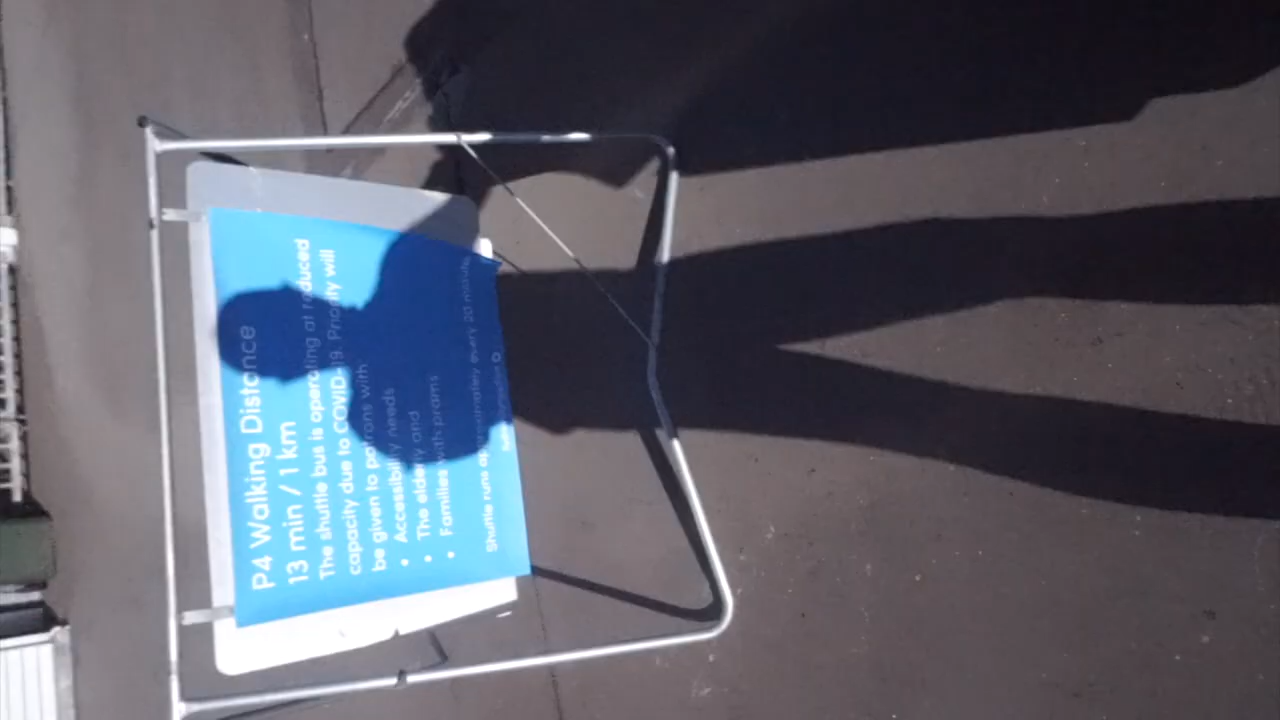 P4 Walking Distance
13 min / 1 km
The shuttle bus is operating at reduced
capacity due to COVID-19. Priority will
be given to patrons with
• Accessibility needs
• The elderly and
• Families with prams
Shuttle runs approximately every 20 minutes